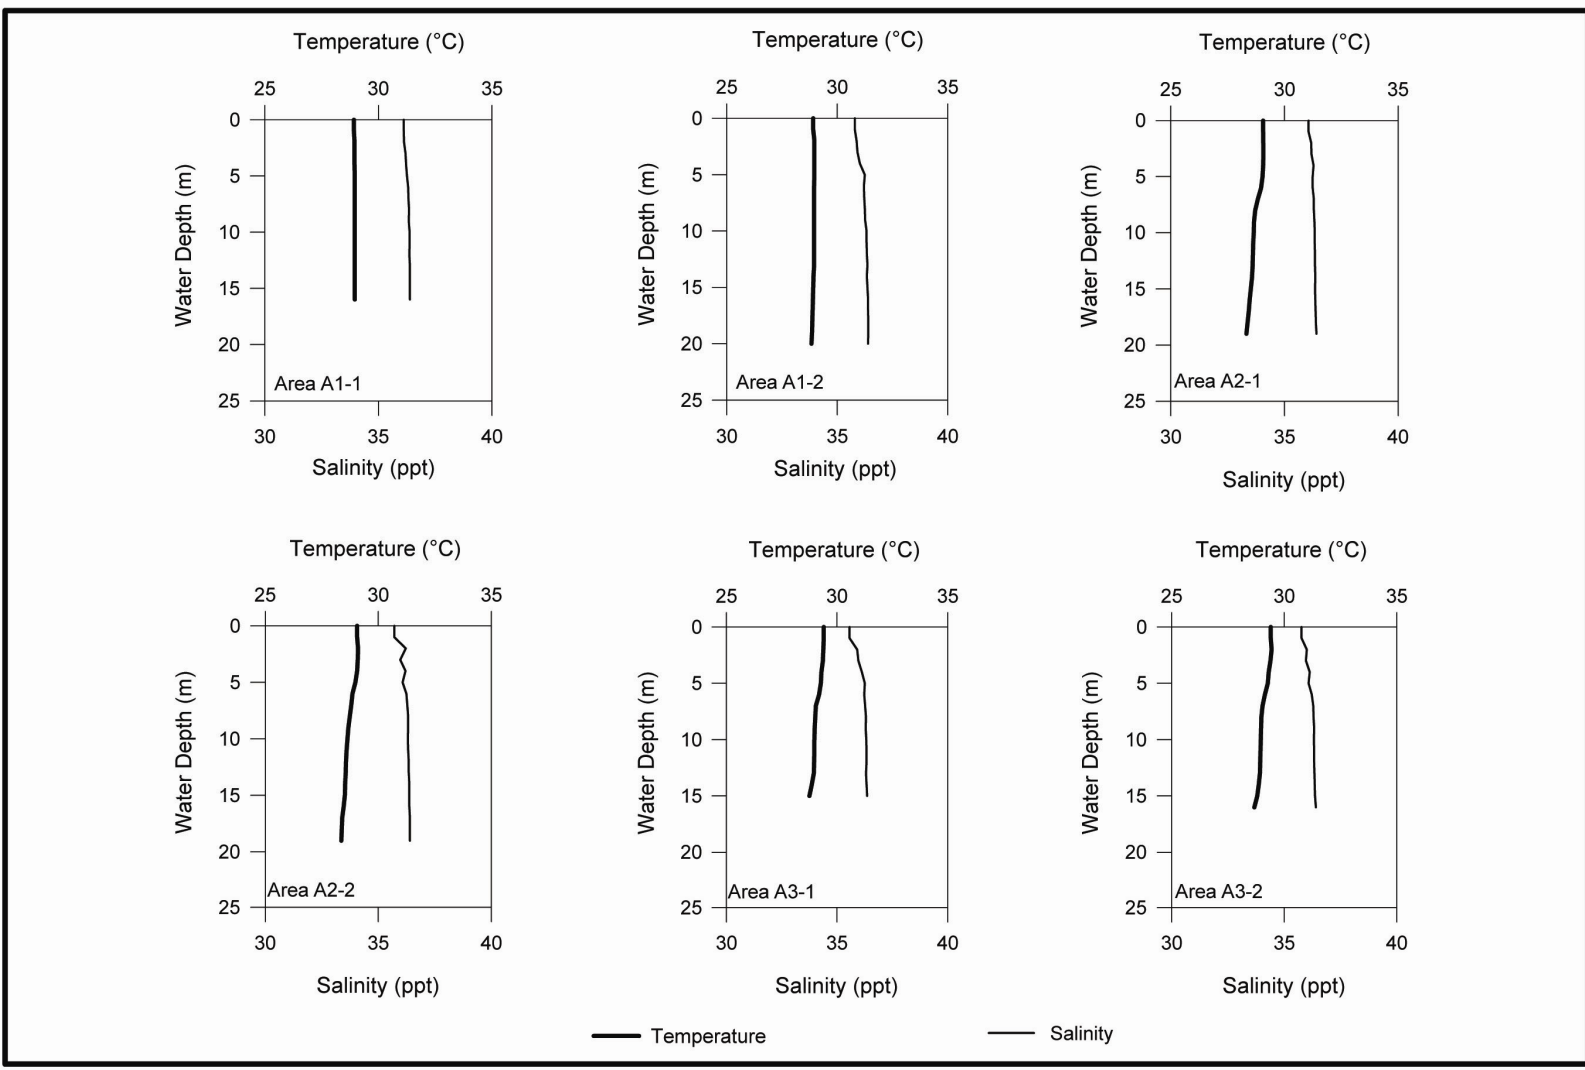 Temperature (°C) Temperature (°C) Temperature (°C)
25 30 35 25 30 35 25 30 35
0 0 0
5 5 5
10 10 10
15 15 15
20 20 20
25 25 25
Water Depth (m) Water Depth (m) Water Depth (m)
Area A1-1 Area A1-2 Area A2-1
30 35 40 30 35 40 30 35 40
Salinity (ppt) Salinity (ppt) Salinity (ppt)
Temperature (°C) Temperature (°C) Temperature (°C)
25 30 35 25 30 35 25 30 35
0 0 0
5 5 5
10 10 10
15 15 15
20 20 20
25 25 25
Water Depth (m) Water Depth (m) Water Depth (m)
Area A2-2 Area A3-1 Area A3-2
30 35 40 30 35 40 30 35 40
Salinity (ppt) Salinity (ppt) Salinity (ppt)
Temperature Salinity